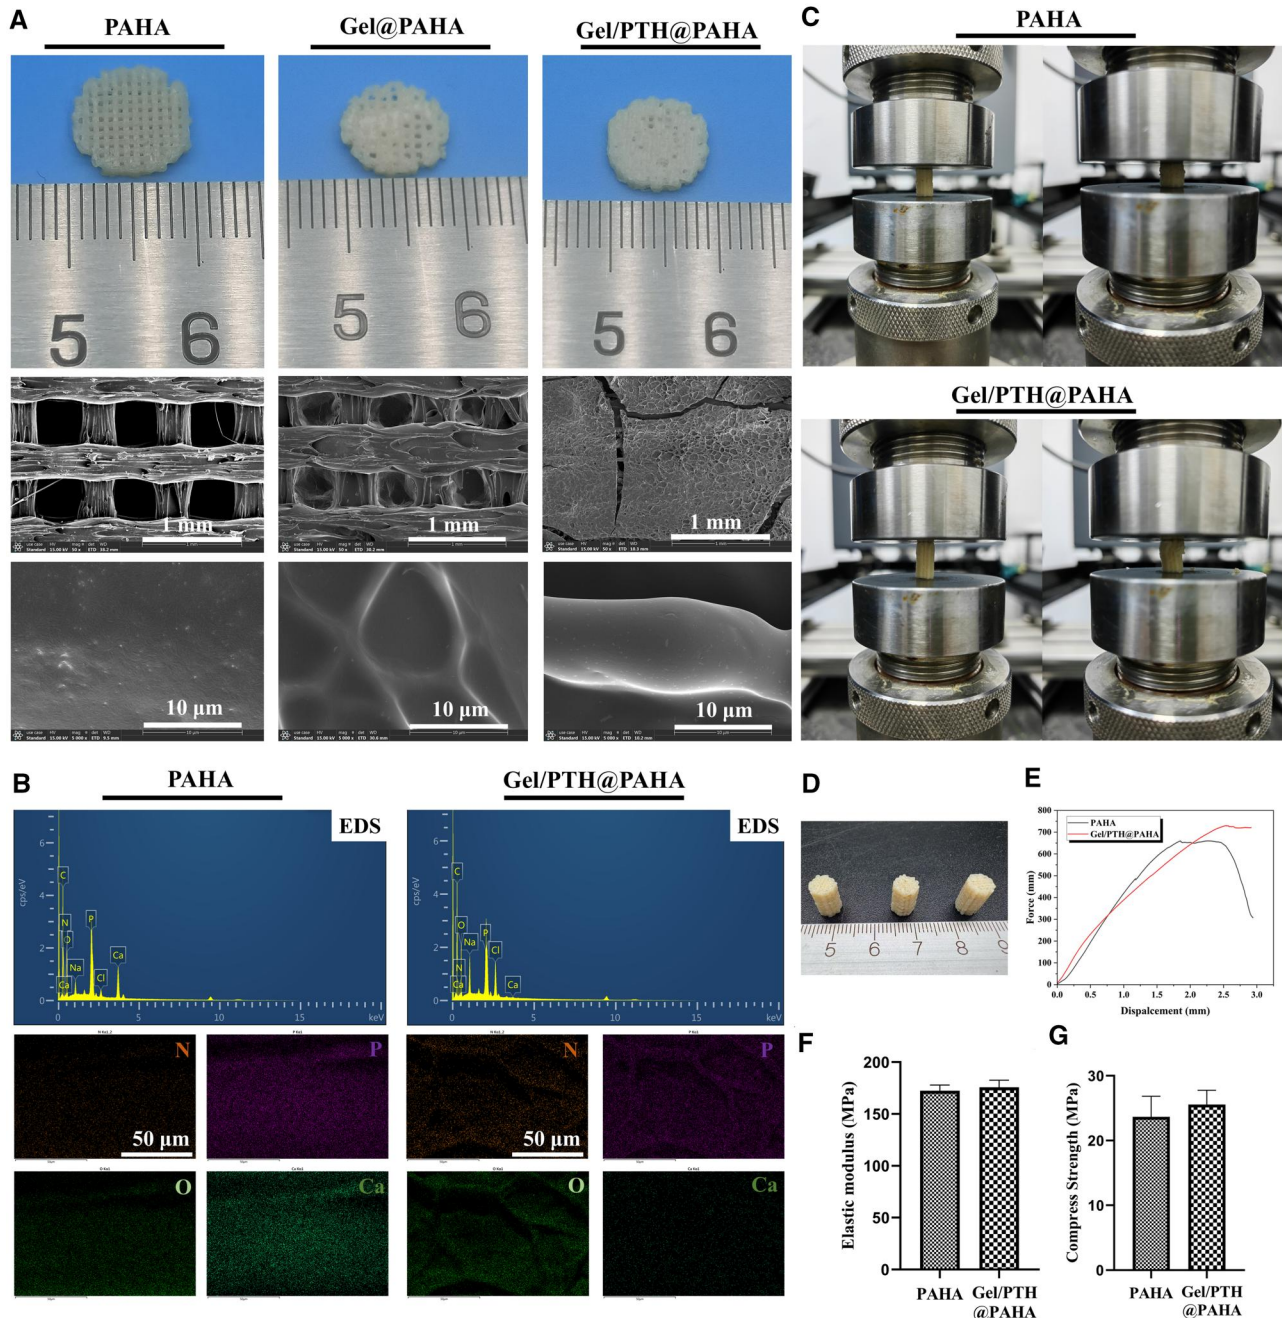 A
PAHA
Gel@PAHA
Gel/PTH@PAHA
5 6
5 6
5 6
1 mm
1 mm
1 mm
10 μm
10 μm
10 μm
C
PAHA
Gel/PTH@PAHA
B
PAHA
Gel/PTH@PAHA
EDS
EDS
cps/eV
6
4
2
0
C
N
O
Ca
Na
P
Cl
Ca
0 5 10 15 keV
cps/eV
6
4
2
0
C
O
N
Ca
Na
P
Cl
Ca
0 5 10 15 keV
N
50 μm
P
N
50 μm
P
O
Ca
O
Ca
D
5 6 7 8 9
E
PAHA
Gel/PTH@PAHA
Force (mm)
800
700
600
500
400
300
200
100
0
0.0 0.5 1.0 1.5 2.0 2.5 3.0
Dispalcement (mm)
F
Elastic modulus (MPa)
200
150
100
50
0
PAHA
Gel/PTH
@PAHA
G
Compress Strength (MPa)
30
20
10
0
PAHA
Gel/PTH
@PAHA